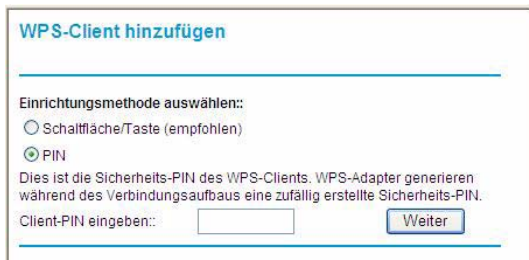 WPS-Client hinzufügen
Einrichtungsmethode auswählen::
Schaltfläche/Taste (empfohlen)
PIN
Dies ist die Sicherheits-PIN des WPS-Clients. WPS-Adapter generieren
während des Verbindungsaufbaus eine zufällig erstellte Sicherheits-PIN.
Client-PIN eingeben:: Weiter